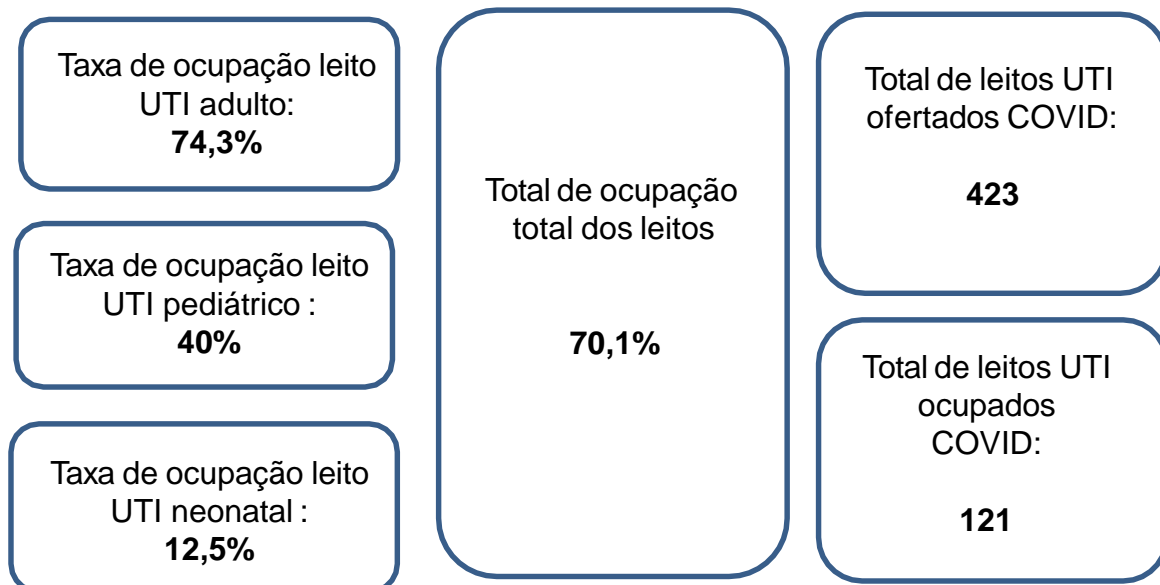 Taxa de ocupação leito
UTI adulto:
74,3%
Taxa de ocupação leito
UTI pediátrico :
40%
Taxa de ocupação leito
UTI neonatal :
12,5%
Total de ocupação
total dos leitos
70,1%
Total de leitos UTI
ofertados COVID:
423
Total de leitos UTI
ocupados
COVID:
121